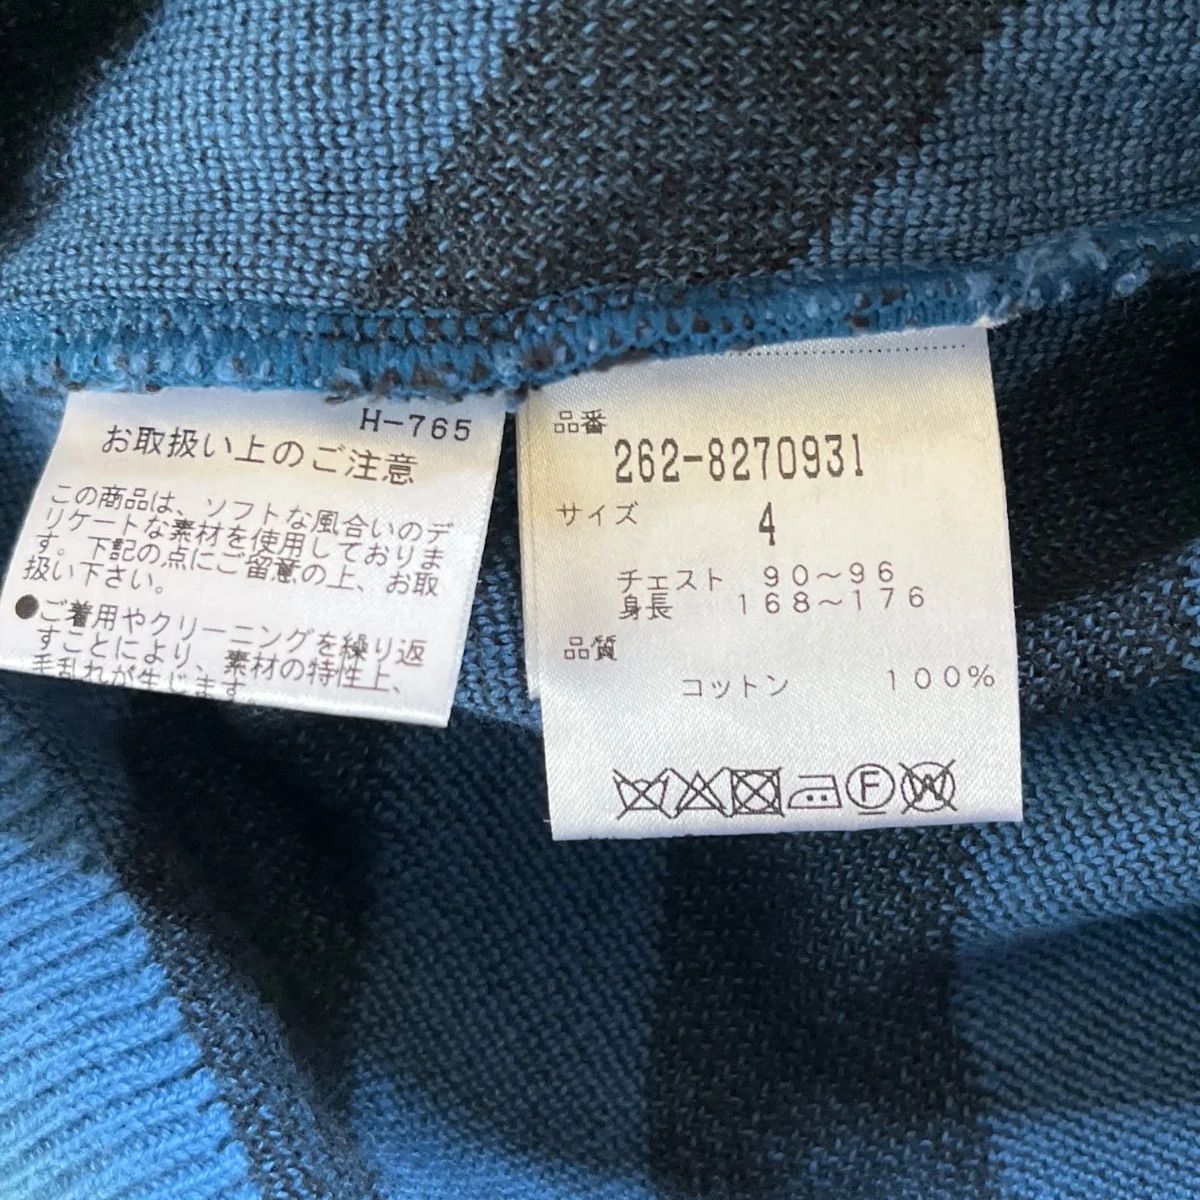 H-765
お取扱い上のご注意
この商品は、ソフトな風合いのデ
リケートな素材を使用しておりま
す。下記の点にご留意の上、お取
扱い下さい。
●ご着用やクリーニングを繰り返
すことにより、素材の特性上、
毛乱れが生じます
品番
262-8270931
サイズ 4
チェスト 90～96
身長 168～176
品質
コットン 100%
F W